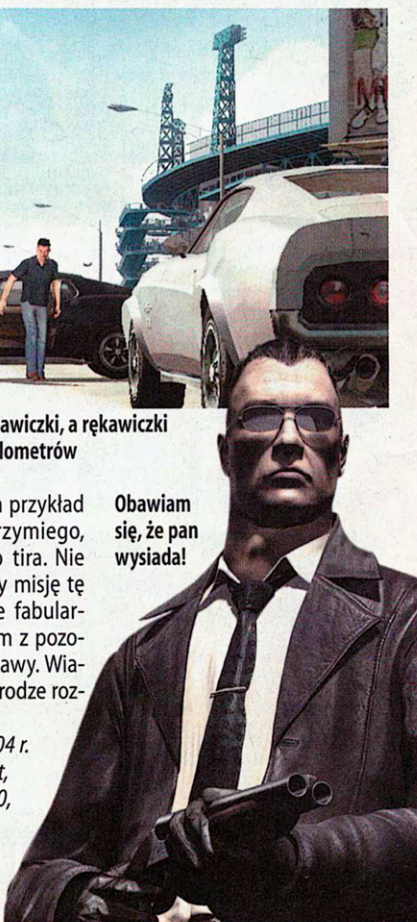 awiczki, a rękawiczki
lometrów
przykład
rzymiego,
tira. Nie
y misję tę
e fabular-
m z pozo-
awy. Wia-
rodze roz-
Obawiam
się, że pan
wysiada!
04 r.
t,
0,